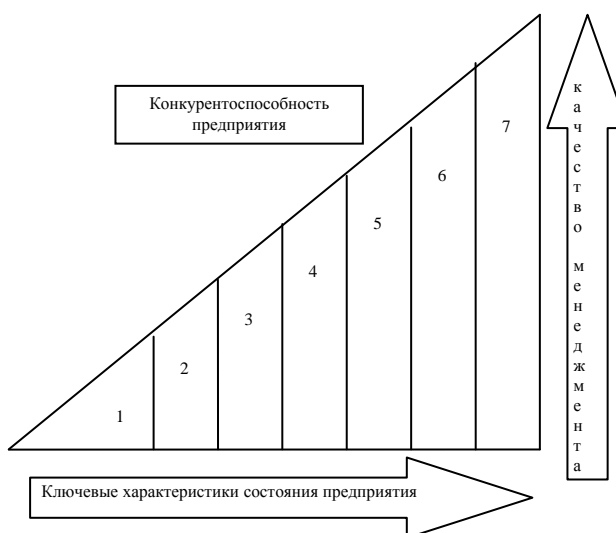 Конкурентоспособность
предприятия
1
2
3
4
5
6
7
Ключевые характеристики состояния предприятия
качество менеджмента